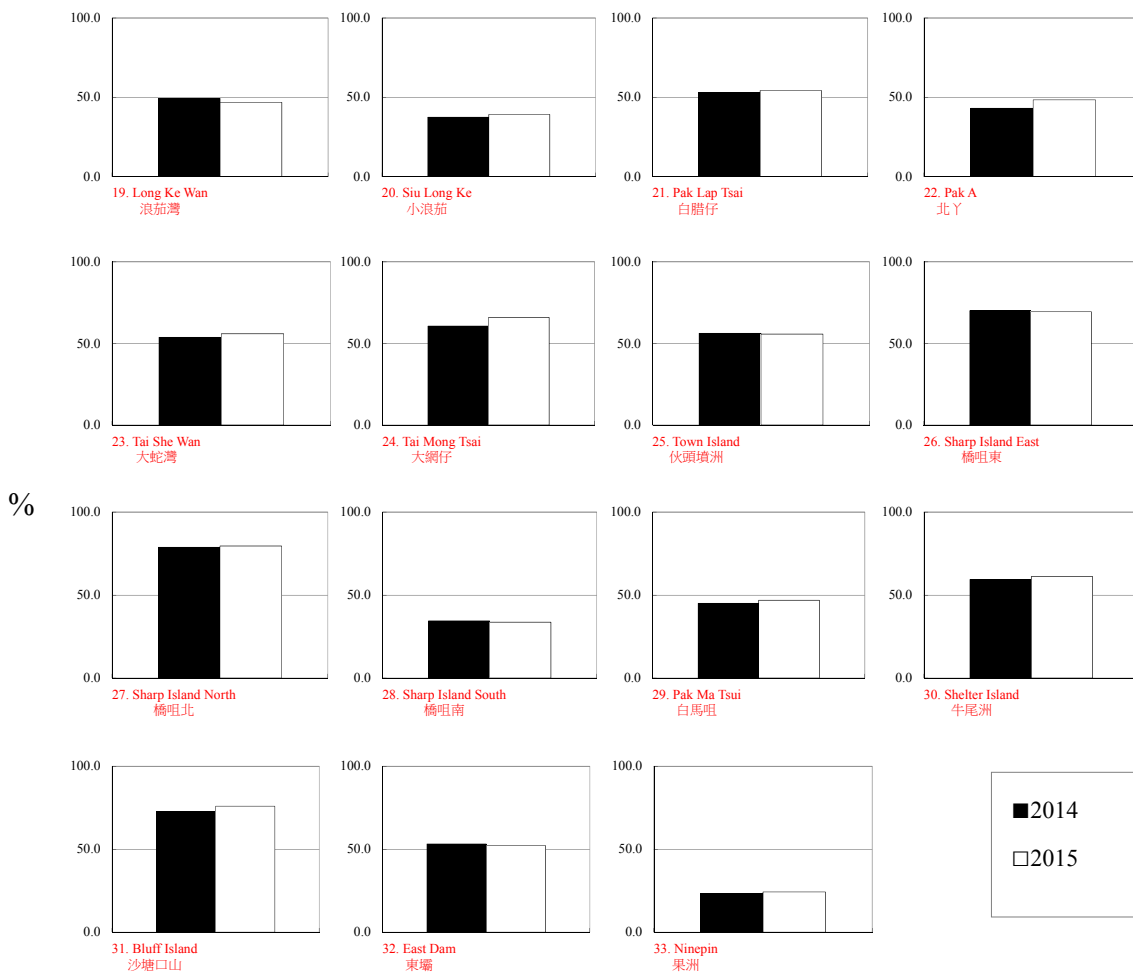 100.0
50.0
0.0
19. Long Ke Wan
浪茄灣
100.0
50.0
0.0
20. Siu Long Ke
小浪茄
100.0
50.0
0.0
21. Pak Lap Tsai
白腊仔
100.0
50.0
0.0
22. Pak A
北丫
100.0
50.0
0.0
23. Tai She Wan
大蛇灣
100.0
50.0
0.0
24. Tai Mong Tsai
大網仔
100.0
50.0
0.0
25. Town Island
伙頭墳洲
100.0
50.0
0.0
26. Sharp Island East
橋咀東
%
100.0
50.0
0.0
27. Sharp Island North
橋咀北
100.0
50.0
0.0
28. Sharp Island South
橋咀南
100.0
50.0
0.0
29. Pak Ma Tsui
白馬咀
100.0
50.0
0.0
30. Shelter Island
牛尾洲
100.0
50.0
0.0
31. Bluff Island
沙塘口山
100.0
50.0
0.0
32. East Dam
東壩
100.0
50.0
0.0
33. Ninepin
果洲
2014
2015